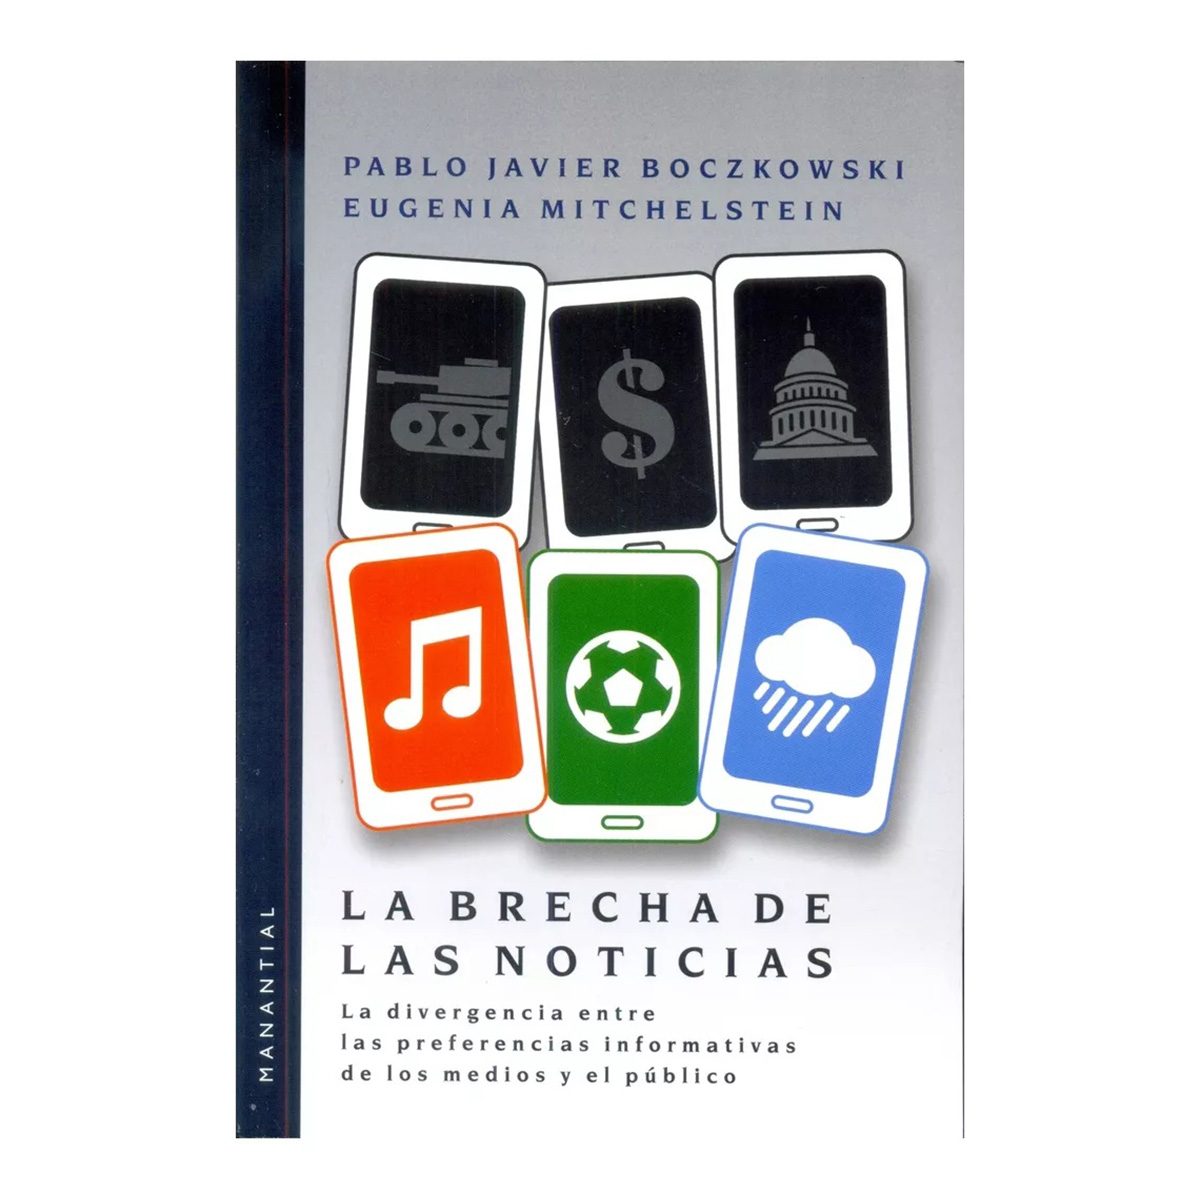 PABLO JAVIER BOCZKOWSKI
EUGENIA MITCHELSTEIN
$
LA BRECHA DE
LAS NOTICIAS
La divergencia entre
las preferencias informativas
de los medios y el público
MANANTIAL